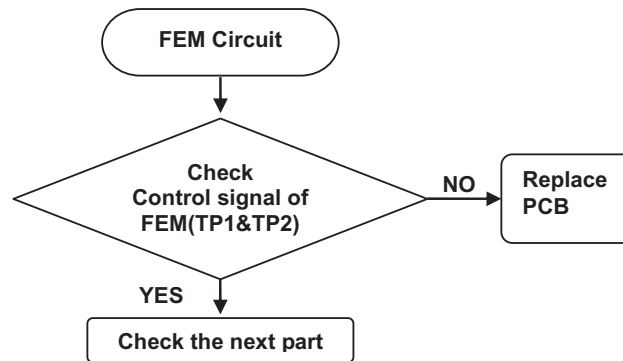 FEM Circuit
Check
Control signal of
FEM(TP1&TP2)
NO
Replace
PCB
YES
Check the next part